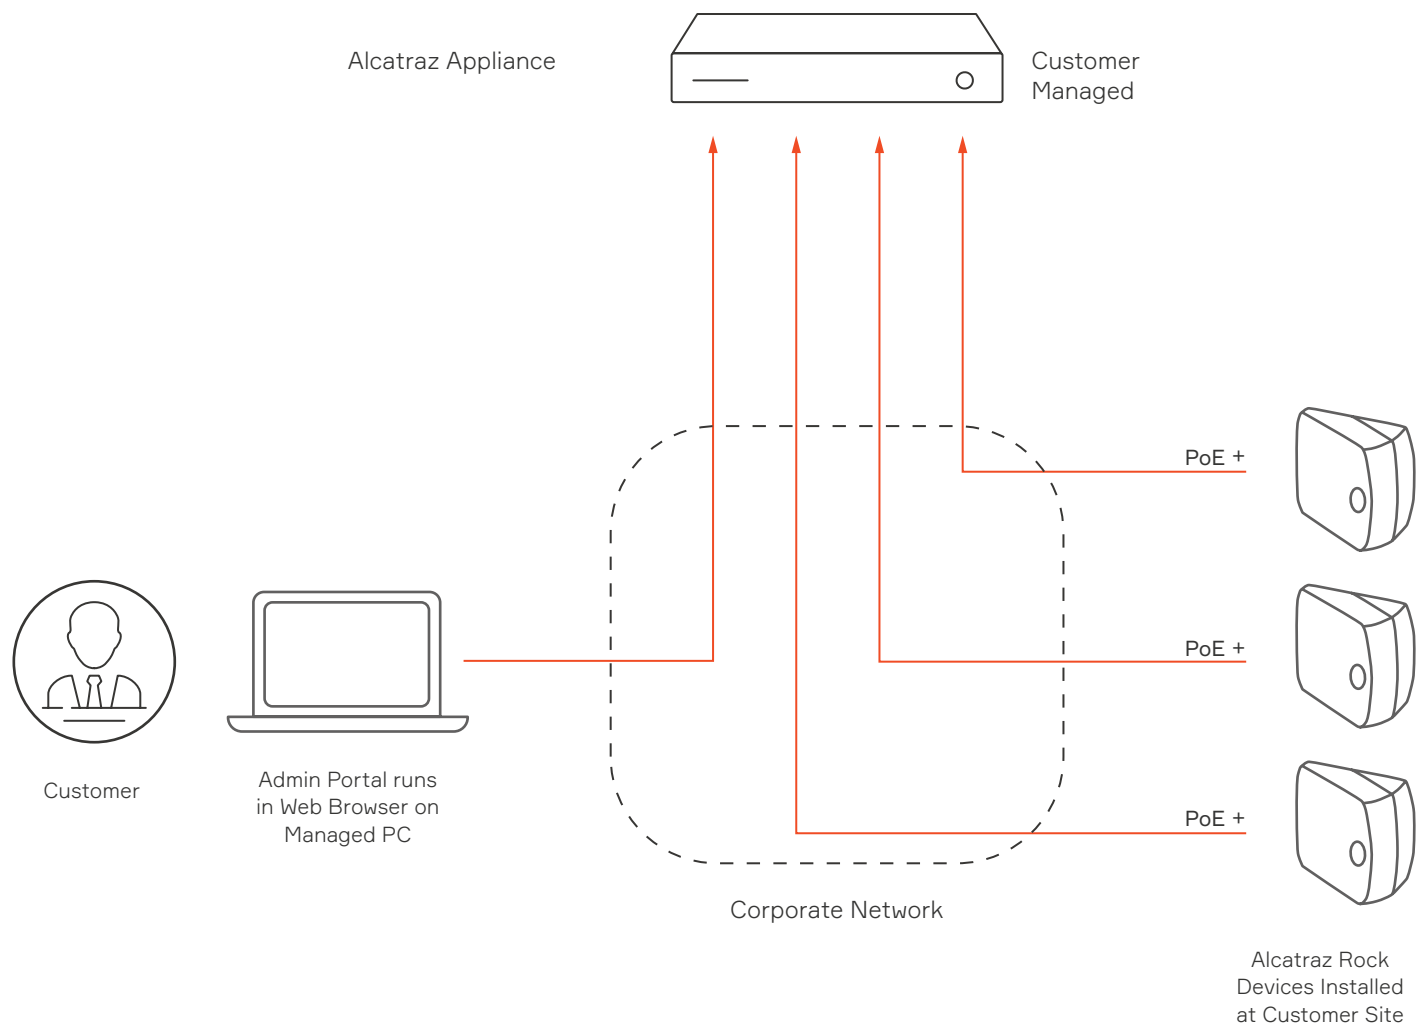 Alcatraz Appliance
Customer
Managed
PoE +
PoE +
PoE +
Customer
Admin Portal runs
in Web Browser on
Managed PC
Corporate Network
Alcatraz Rock
Devices Installed
at Customer Site